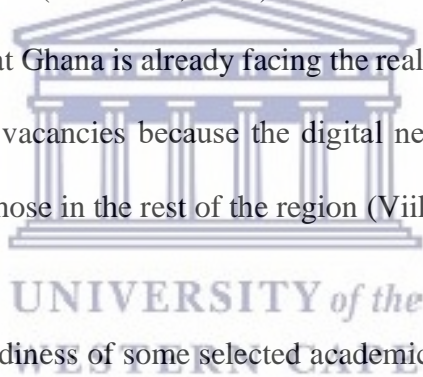 at Ghana is already facing the real
vacancies because the digital ne
hose in the rest of the region (Viil
UNIVERSITY of the
diness of some selected academic
WESTERN CAPE